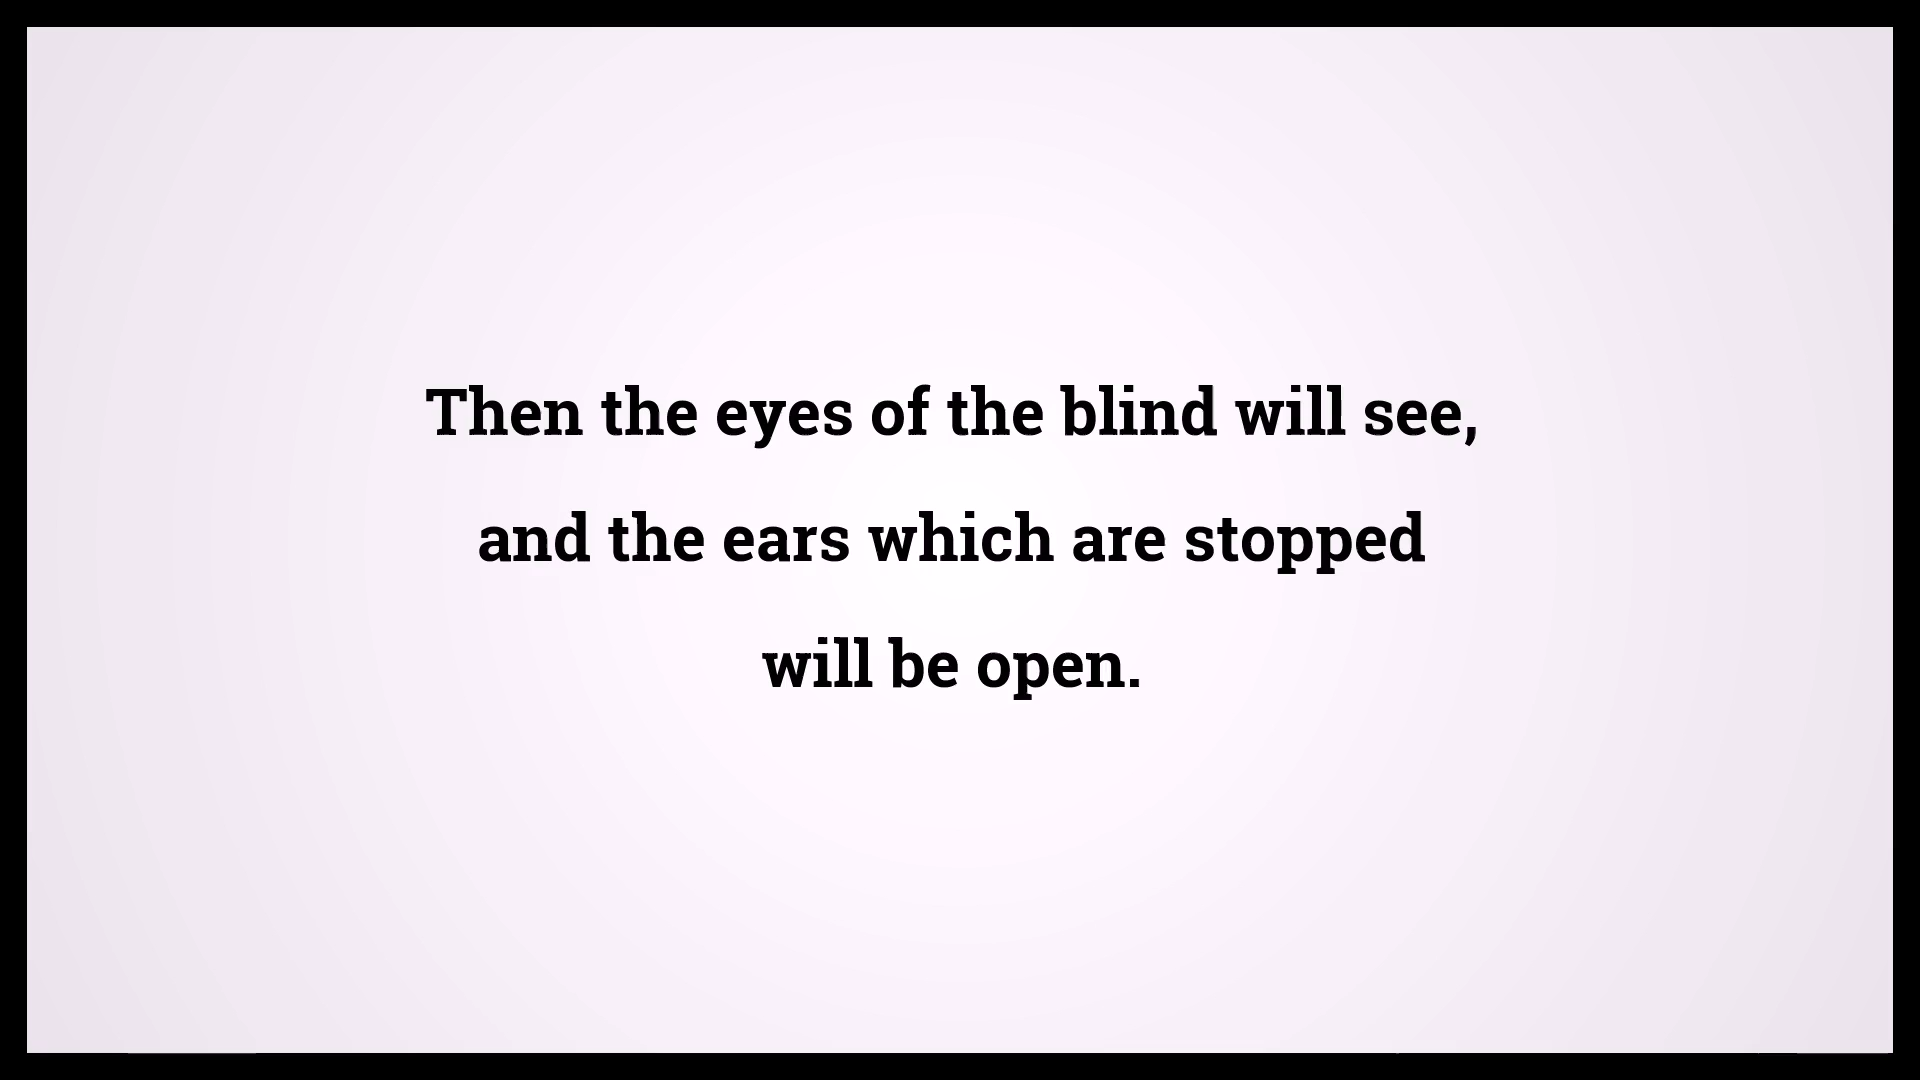 Then the eyes of the blind will see,
and the ears which are stopped
will be open.